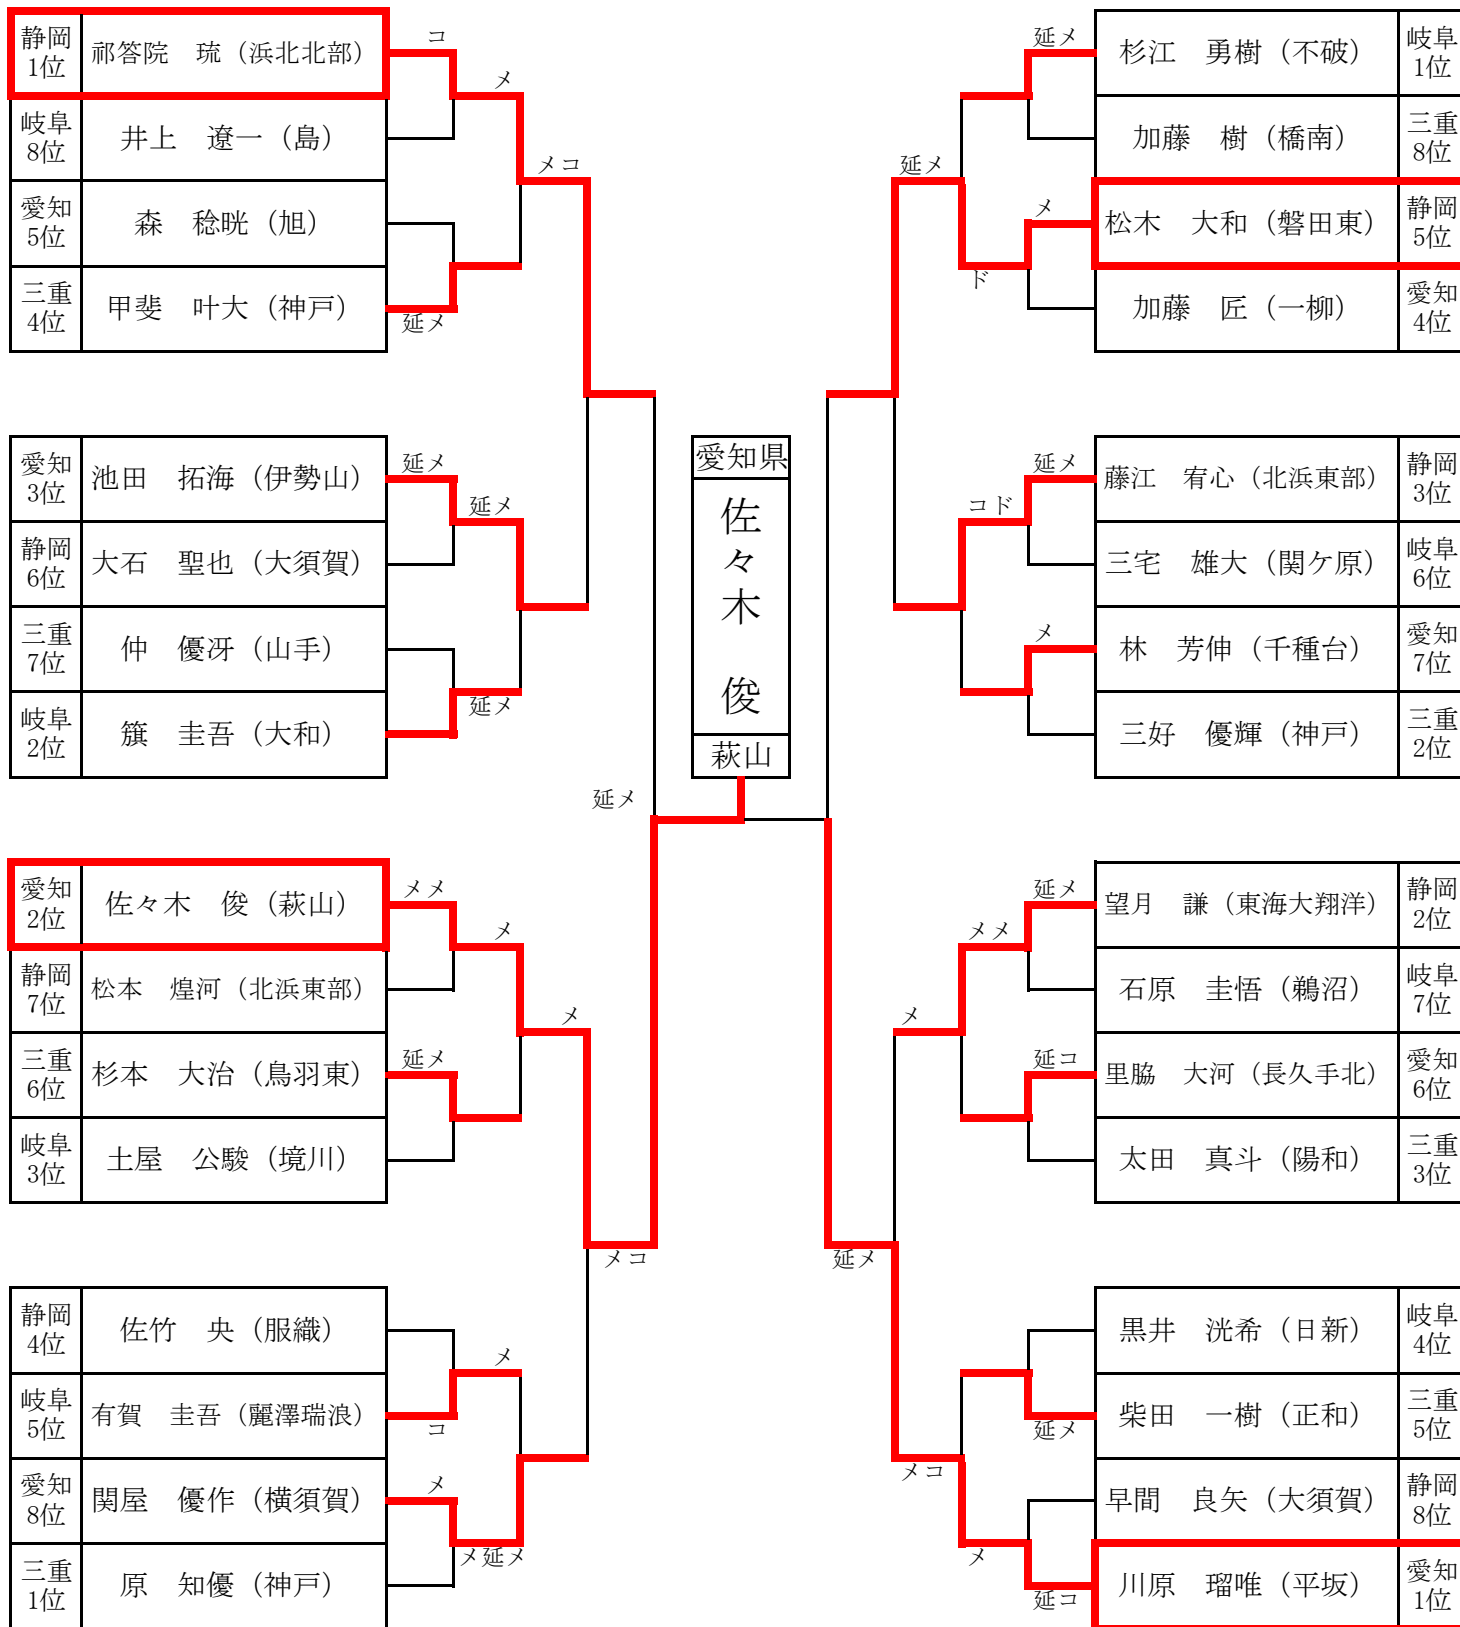 静岡
1位
祁答院 琉（浜北北部）
岐阜
8位
井上 遼一（島）
愛知
5位
森 稔晄（旭）
三重
4位
甲斐 叶大（神戸）
コ
メ
延メ
メコ
愛知
3位
池田 拓海（伊勢山）
静岡
6位
大石 聖也（大須賀）
三重
7位
仲 優冴（山手）
岐阜
2位
籏 圭吾（大和）
延メ
延メ
延メ
愛知
2位
佐々木 俊（萩山）
静岡
7位
松本 煌河（北浜東部）
三重
6位
杉本 大治（鳥羽東）
岐阜
3位
土屋 公駿（境川）
メメ
メ
延メ
メ
静岡
4位
佐竹 央（服織）
岐阜
5位
有賀 圭吾（麗澤瑞浪）
愛知
8位
関屋 優作（横須賀）
三重
1位
原 知優（神戸）
メ
コ
メ
メ延メ
メコ
延メ
愛知県
佐々木 俊
萩山
延メ
延メ
メ
ド
杉江 勇樹（不破）
岐阜
1位
加藤 樹（橋南）
三重
8位
松木 大和（磐田東）
静岡
5位
加藤 匠（一柳）
愛知
4位
延メ
コド
メ
藤江 宥心（北浜東部）
静岡
3位
三宅 雄大（関ケ原）
岐阜
6位
林 芳伸（千種台）
愛知
7位
三好 優輝（神戸）
三重
2位
延メ
メメ
メ
延コ
望月 謙（東海大翔洋）
静岡
2位
石原 圭悟（鵜沼）
岐阜
7位
里脇 大河（長久手北）
愛知
6位
太田 真斗（陽和）
三重
3位
延メ
延メ
メコ
メ
延コ
黒井 洸希（日新）
岐阜
4位
柴田 一樹（正和）
三重
5位
早間 良矢（大須賀）
静岡
8位
川原 瑠唯（平坂）
愛知
1位